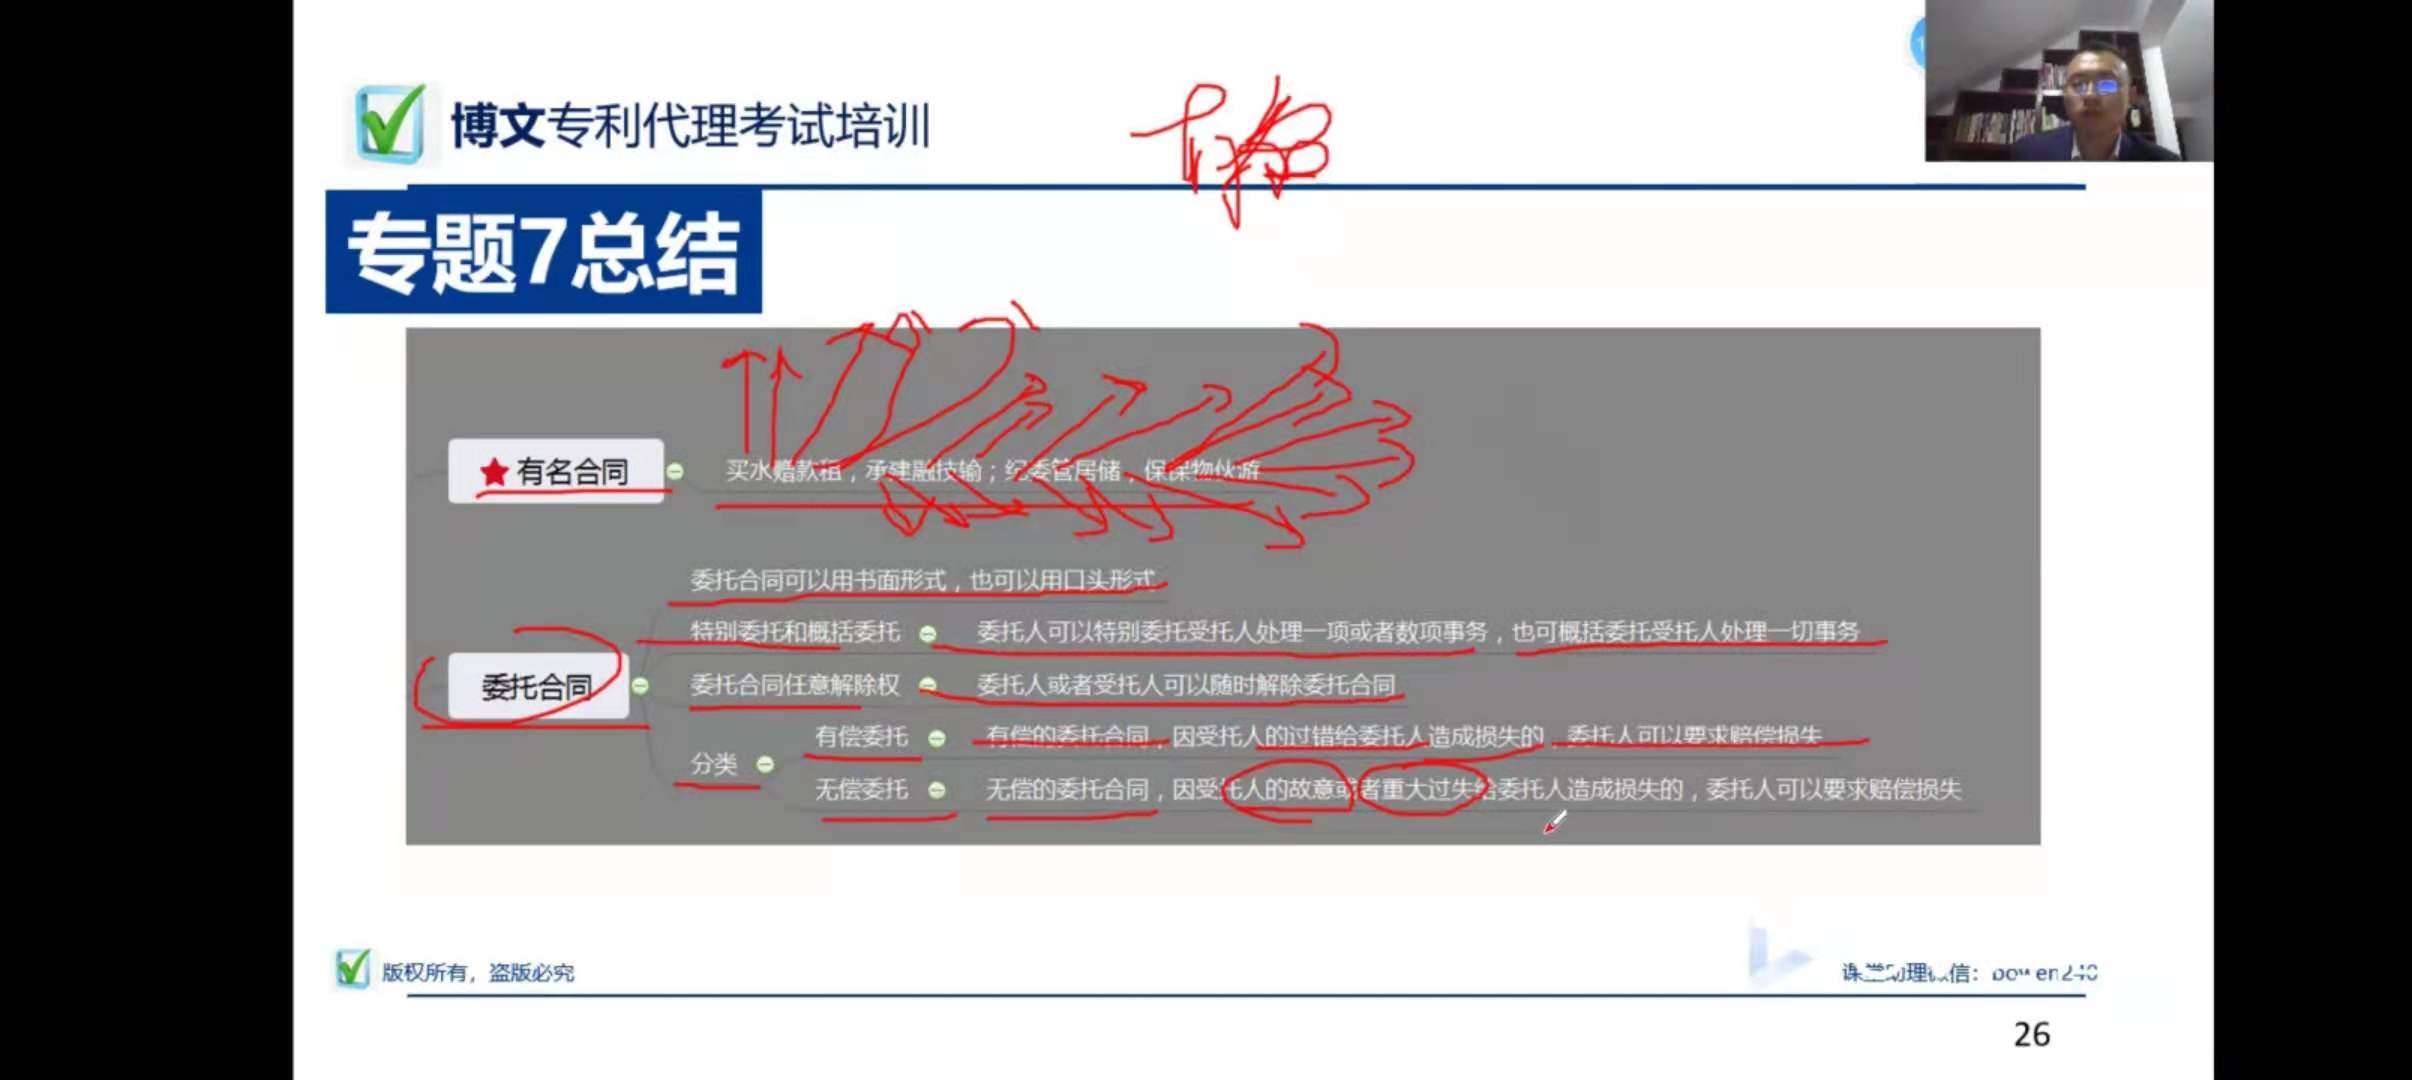 博文专利代理考试培训
专题7总结
有名合同
买水赠款租，承建融技输；纪委管居储，保保物伙游
委托合同可以用书面形式，也可以用口头形式
特别委托和概括委托 委托人可以特别委托受托人处理一项或者数项事务，也可概括委托受托人处理一切事务
委托合同
委托合同任意解除权 委托人或者受托人可以随时解除委托合同
有偿委托 有偿的委托合同，因受托人的过错给委托人造成损失的，委托人可以要求赔偿损失
分类
无偿委托 无偿的委托合同，因受托人的故意或者重大过失给委托人造成损失的，委托人可以要求赔偿损失
版权所有，盗版必究
课堂助理微信：bowen240
26